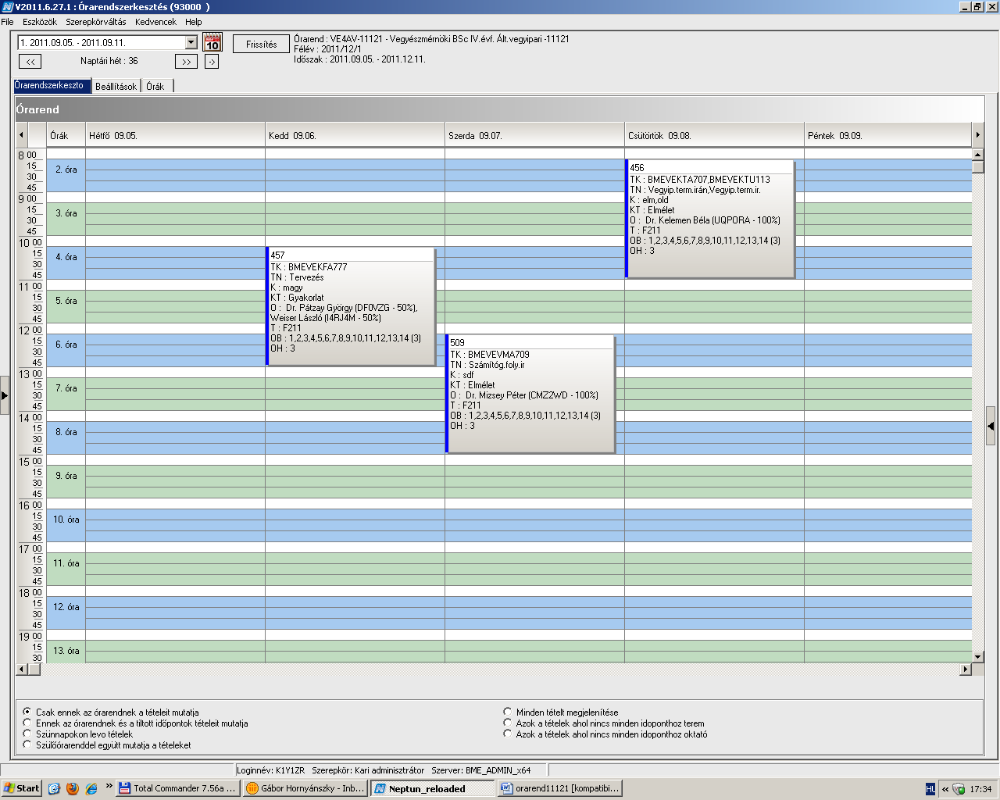 V2011.6.27.1 : Órarendszerkesztés (93000 )
File Eszközök Szerepkörváltás Kedvencek Help
1. 2011.09.05. - 2011.09.11.
10
Frissítés
Órarend : VE4AV-11121 - Vegyészmérnöki BSc IV.évf. Ált.vegyipari -11121
Félév : 2011/12/1
Időszak : 2011.09.05. - 2011.12.11.
<< Naptári hét : 36 >> ->
Órarendszerkeszto Beállítások Órák
Órarend
Órák Hétfő 09.05. Kedd 09.06. Szerda 09.07. Csütörtök 09.08. Péntek 09.09.
8 00
15
30
45
2. óra
9 00
15
30
45
3. óra
10 00
15
30
45
4. óra
11 00
15
30
45
5. óra
12 00
15
30
45
6. óra
13 00
15
30
45
7. óra
14 00
15
30
45
8. óra
15 00
15
30
45
9. óra
16 00
15
30
45
10. óra
17 00
15
30
45
11. óra
18 00
15
30
45
12. óra
19 00
15
30
13. óra
457
TK : BMEVEKFA777
TN : Tervezés
K : magy
KT : Gyakorlat
O : Dr. Pátzay György (DF0VZG - 50%),
Weiser László (I4RJ4M - 50%)
T : F211
OB : 1,2,3,4,5,6,7,8,9,10,11,12,13,14 (3)
OH : 3
509
TK : BMEVEVMA709
TN : Számítóg.foly.ir
K : sdf
KT : Elmélet
O : Dr. Mizsey Péter (CMZ2WD - 100%)
T : F211
OB : 1,2,3,4,5,6,7,8,9,10,11,12,13,14 (3)
OH : 3
456
TK : BMEVEKTA707,BMEVEKTU113
TN : Vegyip.term.irán,Vegyip.term.ir.
K : elm,old
KT : Elmélet
O : Dr. Kelemen Béla (UQPORA - 100%)
T : F211
OB : 1,2,3,4,5,6,7,8,9,10,11,12,13,14 (3)
OH : 3
Csak ennek az órarendnek a tételeit mutatja
Ennek az órarendnek és a tiltott időpontok tételeit mutatja
Szünnapokon levo tételek
Szülőórarenddel együtt mutatja a tételeket
Minden tételt megjelenítése
Azok a tételek ahol nincs minden idoponthoz terem
Azok a tételek ahol nincs minden idoponthoz oktató
Loginnév: K1Y1ZR Szerepkör: Kari adminisztrátor Szerver: BME_ADMIN_x64
Start » Total Commander 7.56a ... Gábor Hornyánszky - Inb... Neptun_reloaded orarend11121 [kompatibi... HU « 17:34